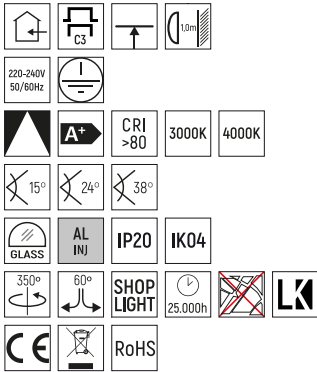 C3
1,0m
220-240V
50/60Hz
A+
CRI
>80
3000K
4000K
15°
24°
38°
GLASS
AL
INJ
IP20
IK04
350°
60°
SHOP
LIGHT
25.000h
LK
CE
RoHS